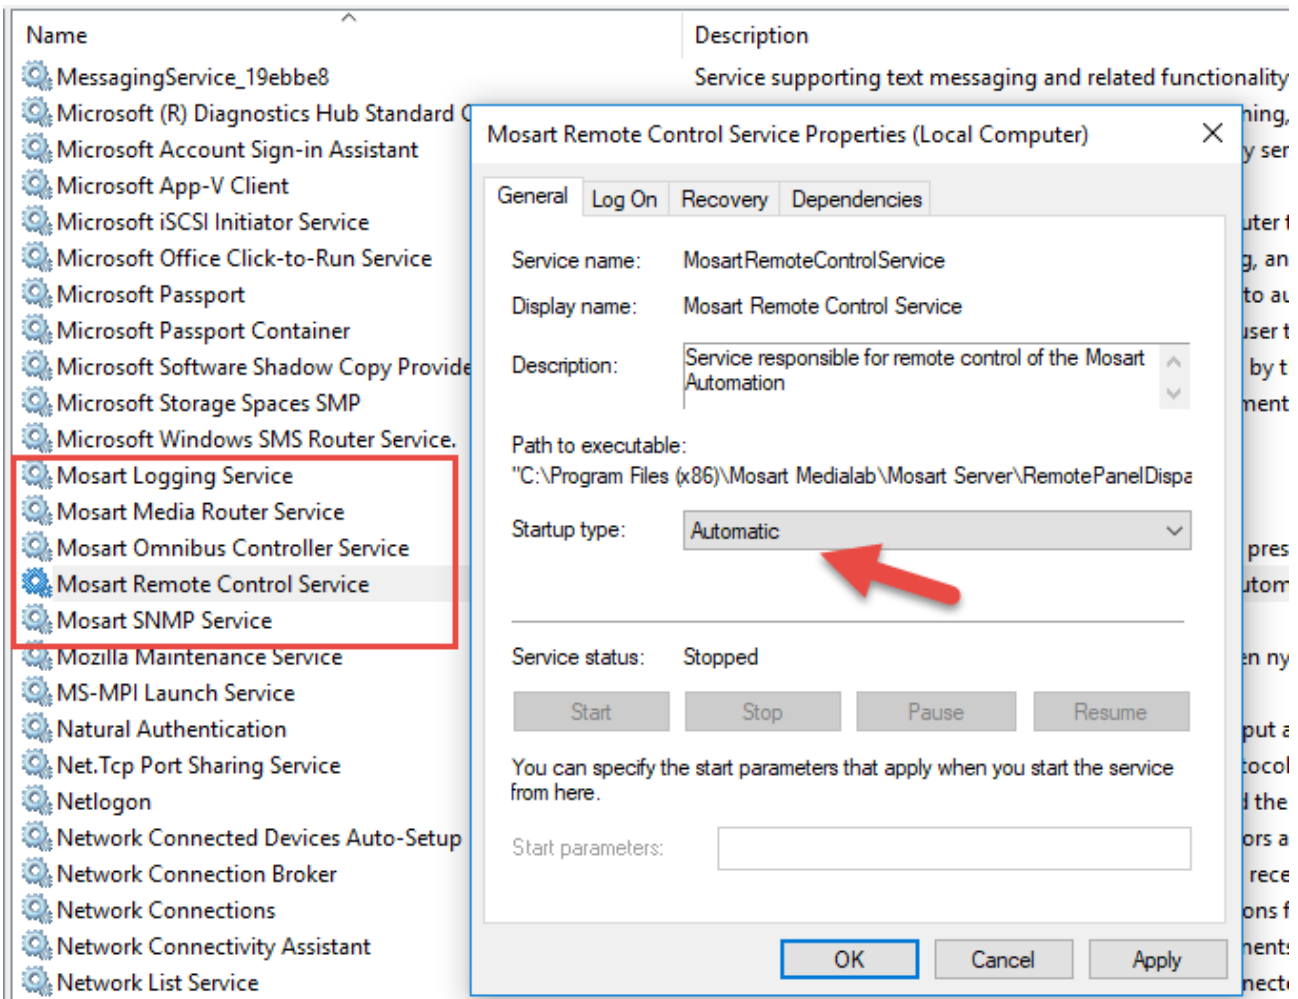 Name
Description
MessagingService_19ebbe8
Service supporting text messaging and related functionality
Microsoft (R) Diagnostics Hub Standard
Microsoft Account Sign-in Assistant
Microsoft App-V Client
Microsoft iSCSI Initiator Service
Microsoft Office Click-to-Run Service
Microsoft Passport
Microsoft Passport Container
Microsoft Software Shadow Copy Provide
Microsoft Storage Spaces SMP
Microsoft Windows SMS Router Service.
Mosart Logging Service
Mosart Media Router Service
Mosart Omnibus Controller Service
Mosart Remote Control Service
Mosart SNMP Service
Mozilla Maintenance Service
MS-MPI Launch Service
Natural Authentication
Net.Tcp Port Sharing Service
Netlogon
Network Connected Devices Auto-Setup
Network Connection Broker
Network Connections
Network Connectivity Assistant
Network List Service
Mosart Remote Control Service Properties (Local Computer)
General
Log On
Recovery
Dependencies
Service name: MosartRemoteControlService
Display name: Mosart Remote Control Service
Description: Service responsible for remote control of the Mosart
Automation
Path to executable:
"C:\Program Files (x86)\Mosart Medialab\Mosart Server\RemotePanelDispa
Startup type: Automatic
Service status: Stopped
Start
Stop
Pause
Resume
You can specify the start parameters that apply when you start the service
from here.
Start parameters:
OK
Cancel
Apply